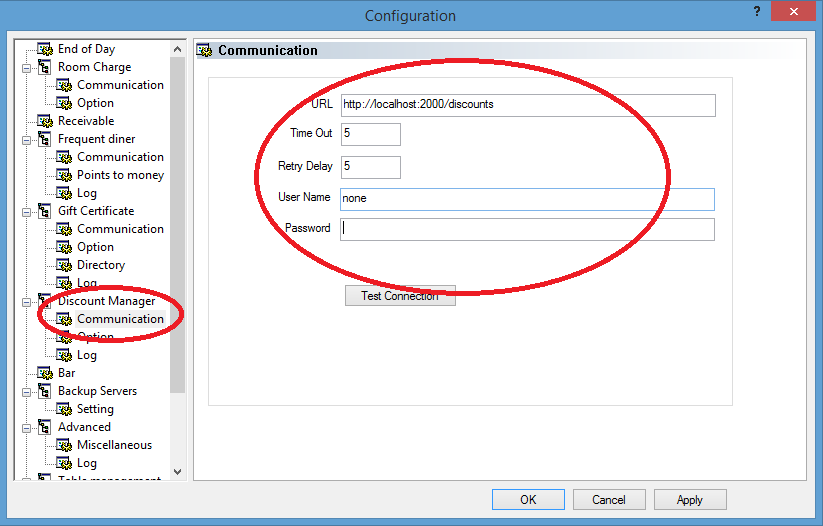 Configuration
?
End of Day
Room Charge
Communication
Option
Receivable
Frequent diner
Communication
Points to money
Log
Gift Certificate
Communication
Option
Directory
Log
Discount Manager
Communication
Option
Log
Bar
Backup Servers
Setting
Advanced
Miscellaneous
Log
Table management
Communication
URL http://localhost:2000/discounts
Time Out 5
Retry Delay 5
User Name none
Password
Test Connection
OK Cancel Apply